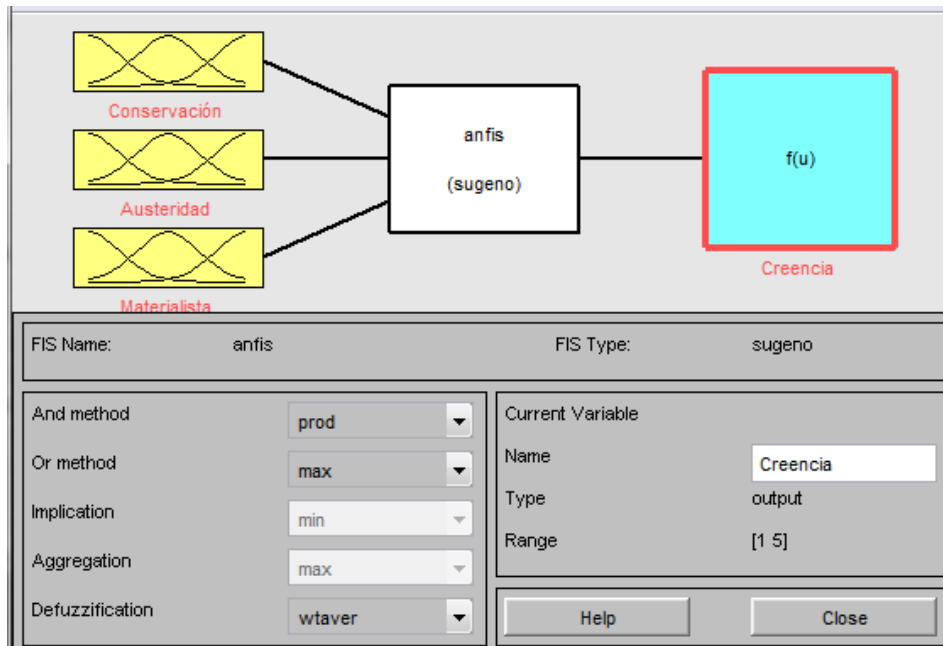 Conservación
anfis
(sugeno)
f(u)
Austeridad
Creencia
Materialista
FIS Name: anfis FIS Type: sugeno
And method prod
Or method max
Implication min
Aggregation max
Defuzzification wtaver
Current Variable
Name Creencia
Type output
Range [1 5]
Help Close